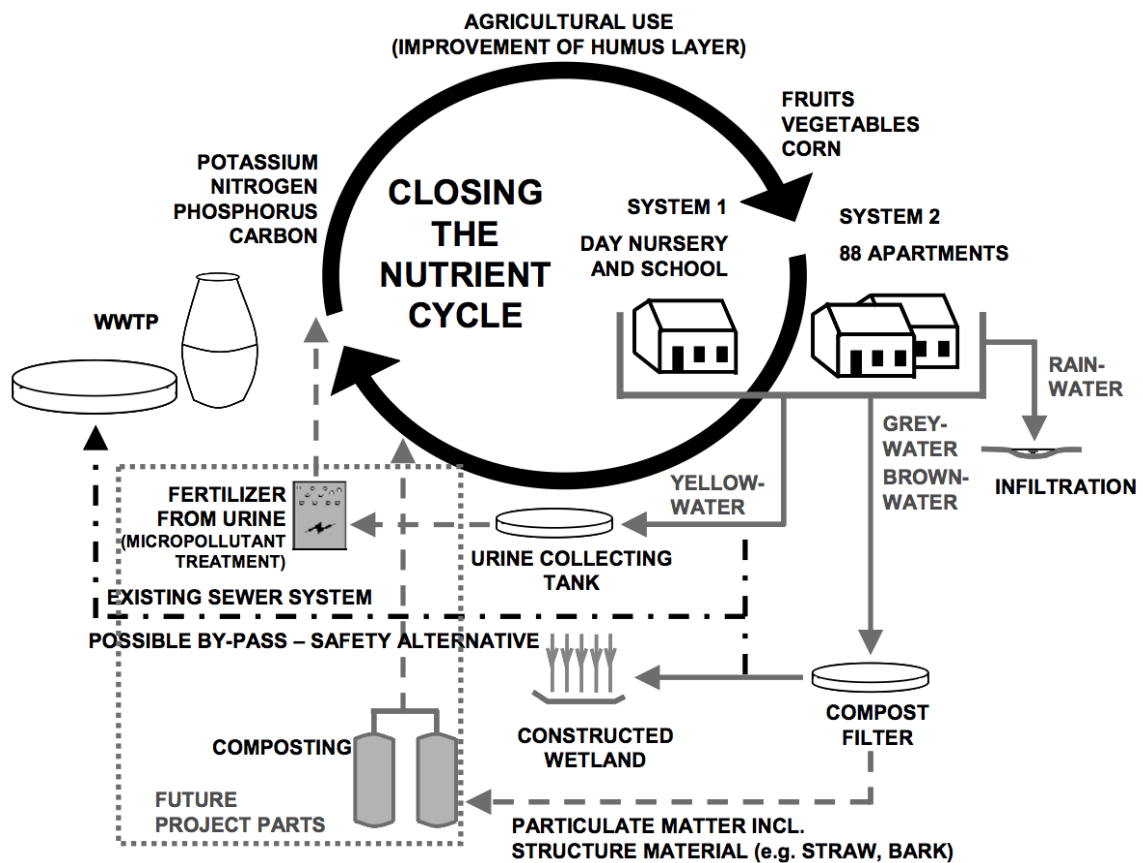 AGRICULTURAL USE
(IMPROVEMENT OF HUMUS LAYER)
FRUITS
VEGETABLES
CORN
POTASSIUM
NITROGEN
PHOSPHORUS
CARBON
CLOSING
THE
NUTRIENT
CYCLE
SYSTEM 1
DAY NURSERY
AND SCHOOL
SYSTEM 2
88 APARTMENTS
WWTP
RAIN-
WATER
GREY-
WATER
BROWN-
WATER
INFILTRATION
YELLOW-
WATER
FERTILIZER
FROM URINE
(MICROPOLLUTANT
TREATMENT)
URINE COLLECTING
TANK
EXISTING SEWER SYSTEM
POSSIBLE BY-PASS – SAFETY ALTERNATIVE
COMPOST
FILTER
CONSTRUCTED
WETLAND
COMPOSTING
FUTURE
PROJECT PARTS
PARTICULATE MATTER INCL.
STRUCTURE MATERIAL (e.g. STRAW, BARK)